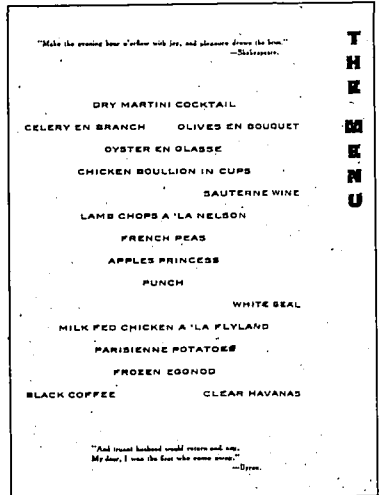 "Make the evening hour o'erflow with joy, and pleasure drown the brim."
—Shakespeare.
THE MENU
DRY MARTINI COCKTAIL
CELERY EN BRANCH OLIVES EN BOUQUET
OYSTER EN GLASSE
CHICKEN BOULLION IN CUPS
SAUTERNE WINE
LAMB CHOPS A 'LA NELSON
FRENCH PEAS
APPLES PRINCESS
PUNCH
WHITE SEAL
MILK FED CHICKEN A 'LA FLYLAND
PARISIENNE POTATOES
FROZEN EGGNOG
BLACK COFFEE CLEAR HAVANAS
"And truant husband would return and say,
My dear, I was the first who came away."
—Byron.